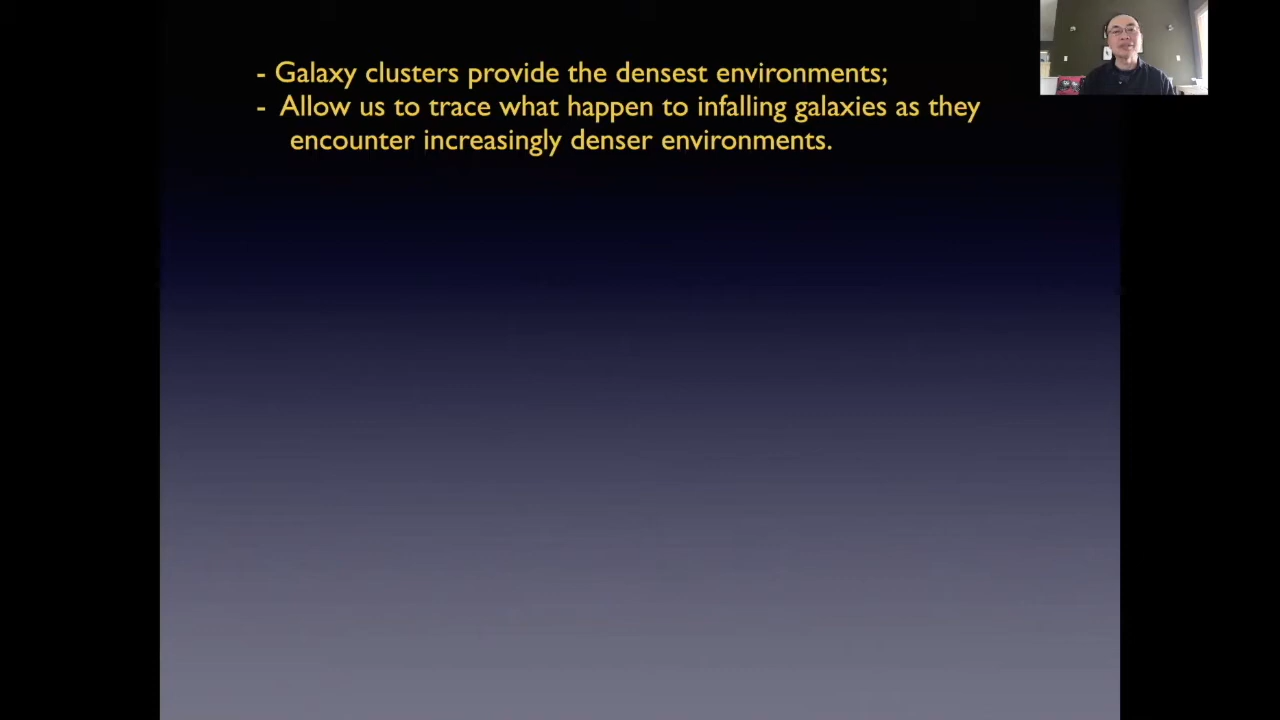 - Galaxy clusters provide the densest environments;
- Allow us to trace what happen to infalling galaxies as they
encounter increasingly denser environments.